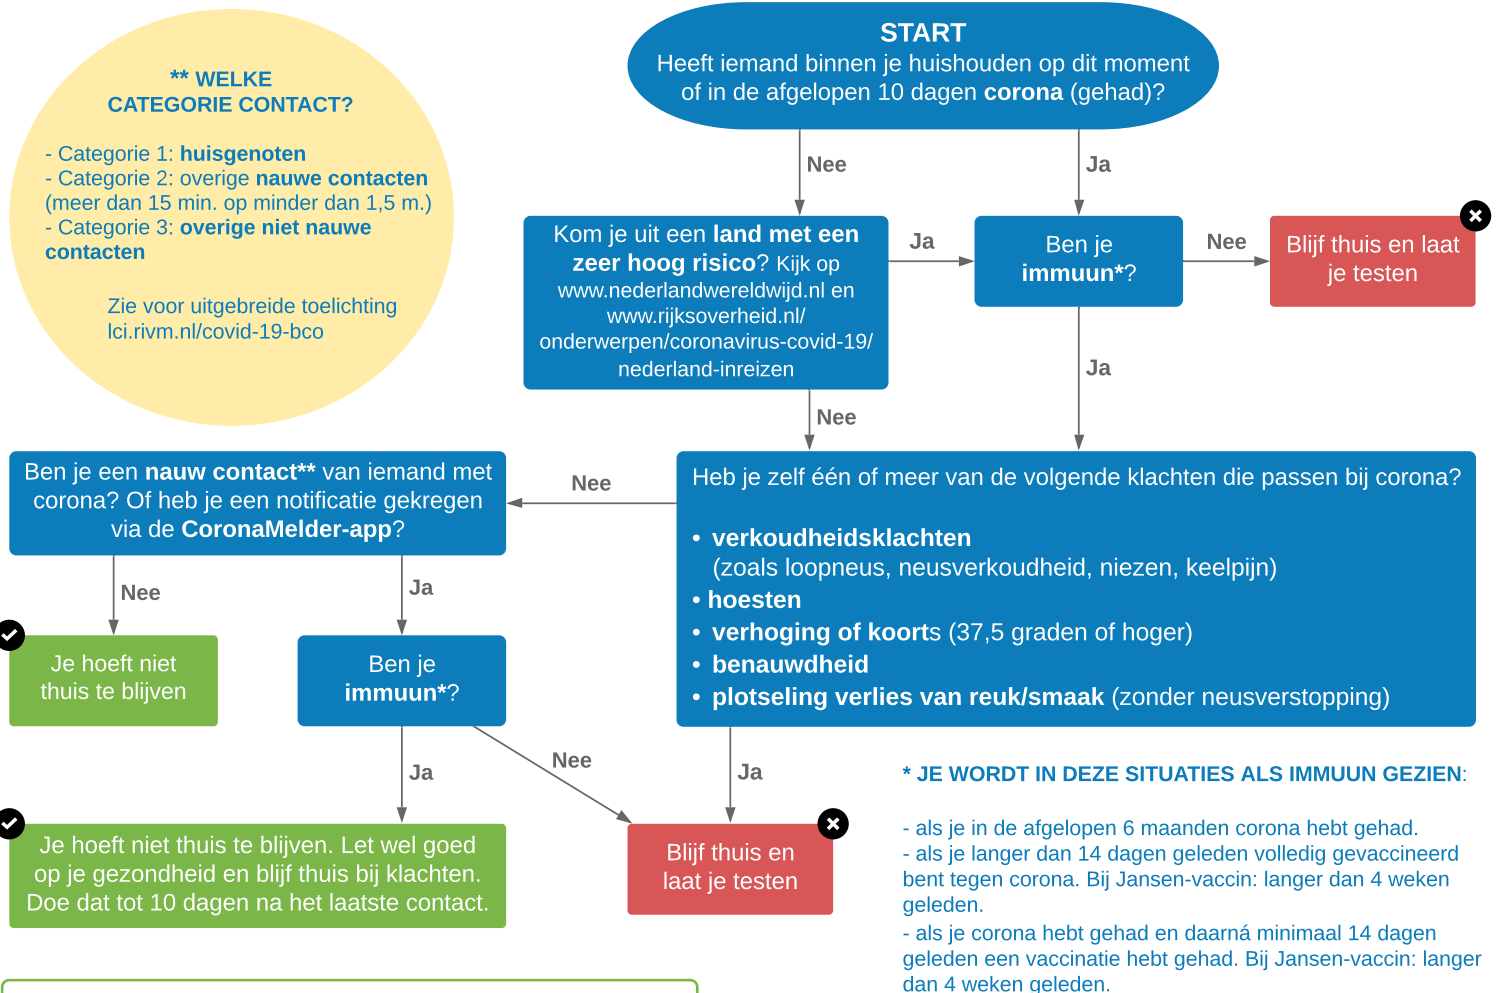 ** WELKE
CATEGORIE CONTACT?
- Categorie 1: huisgenoten
- Categorie 2: overige nauwe contacten
(meer dan 15 min. op minder dan 1,5 m.)
- Categorie 3: overige niet nauwe
contacten
Zie voor uitgebreide toelichting
lci.rivm.nl/covid-19-bco
START
Heeft iemand binnen je huishouden op dit moment
of in de afgelopen 10 dagen corona (gehad)?
Nee
Ja
Kom je uit een land met een
zeer hoog risico? Kijk op
www.nederlandwereldwijd.nl en
www.rijksoverheid.nl/
onderwerpen/coronavirus-covid-19/
nederland-inreizen
Ja
Ben je
immuun*?
Nee
Blijf thuis en laat
je testen
Ja
Nee
Heb je zelf één of meer van de volgende klachten die passen bij corona?
• verkoudheidsklachten
(zoals loopneus, neusverkoudheid, niezen, keelpijn)
• hoesten
• verhoging of koorts (37,5 graden of hoger)
• benauwdheid
• plotseling verlies van reuk/smaak (zonder neusverstopping)
Nee
Ben je een nauw contact** van iemand met
corona? Of heb je een notificatie gekregen
via de CoronaMelder-app?
Nee
Ja
Je hoeft niet
thuis te blijven
Ben je
immuun*?
Ja
Nee
Ja
Je hoeft niet thuis te blijven. Let wel goed
op je gezondheid en blijf thuis bij klachten.
Doe dat tot 10 dagen na het laatste contact.
Blijf thuis en
laat je testen
* JE WORDT IN DEZE SITUATIES ALS IMMUUN GEZIEN:
- als je in de afgelopen 6 maanden corona hebt gehad.
- als je langer dan 14 dagen geleden volledig gevaccineerd
bent tegen corona. Bij Jansen-vaccin: langer dan 4 weken
geleden.
- als je corona hebt gehad en daarná minimaal 14 dagen
geleden een vaccinatie hebt gehad. Bij Jansen-vaccin: langer
dan 4 weken geleden.